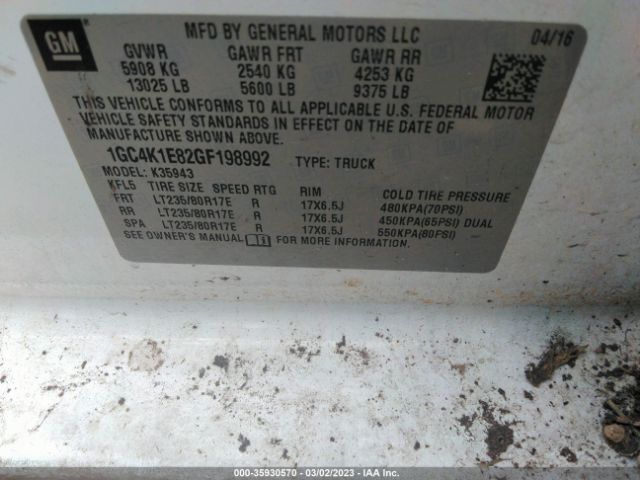 GM
MFD BY GENERAL MOTORS LLC 04/16
GVWR GAWR FRT GAWR RR
5908 KG 2540 KG 4253 KG
13025 LB 5600 LB 9375 LB
THIS VEHICLE CONFORMS TO ALL APPLICABLE U.S. FEDERAL MOTOR
VEHICLE SAFETY STANDARDS IN EFFECT ON THE DATE OF
MANUFACTURE SHOWN ABOVE.
1GC4K1E82GF198992 TYPE: TRUCK
MODEL: K35943
KFL5 TIRE SIZE SPEED RTG RIM COLD TIRE PRESSURE
FRT LT235/80R17E R 17X6.5J 480KPA(70PSI)
RR LT235/80R17E R 17X6.5J 450KPA(65PSI) DUAL
SPA LT235/80R17E R 17X6.5J 550KPA(80PSI)
SEE OWNER'S MANUAL FOR MORE INFORMATION.
000-35930570 - 03/02/2023 - IAA Inc.